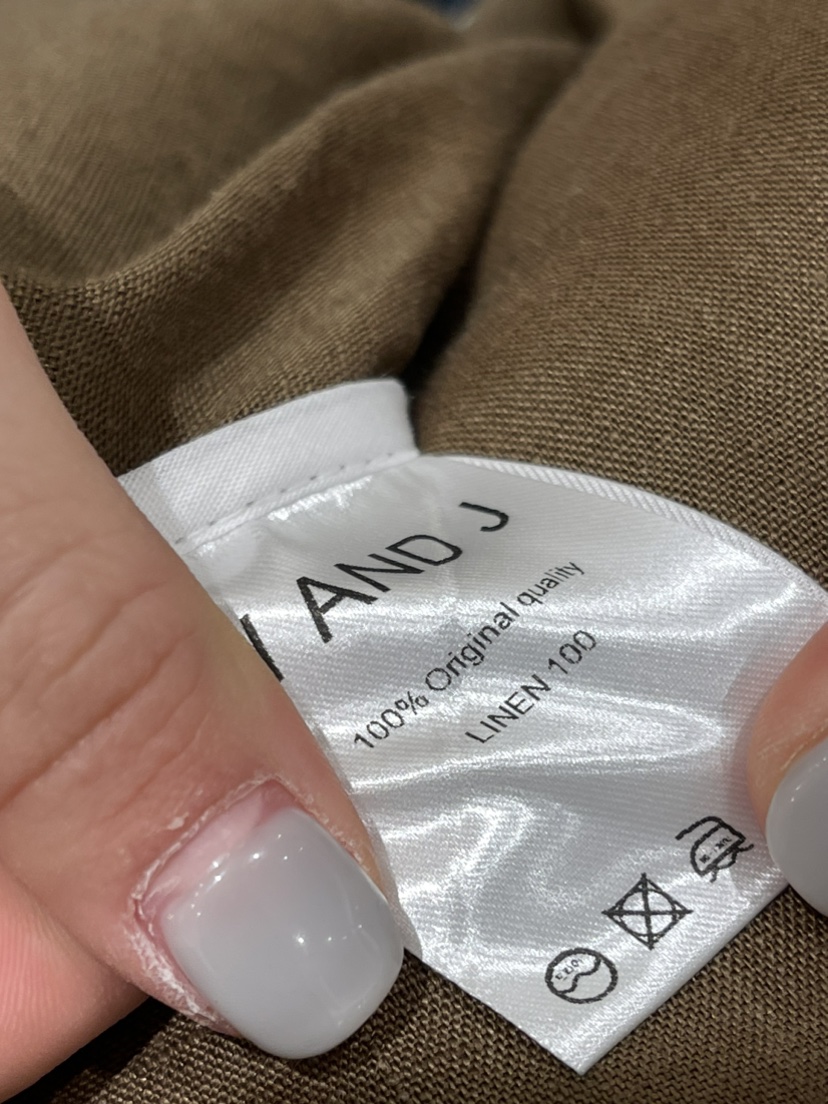 AND J
100% Original quality
LINEN 100